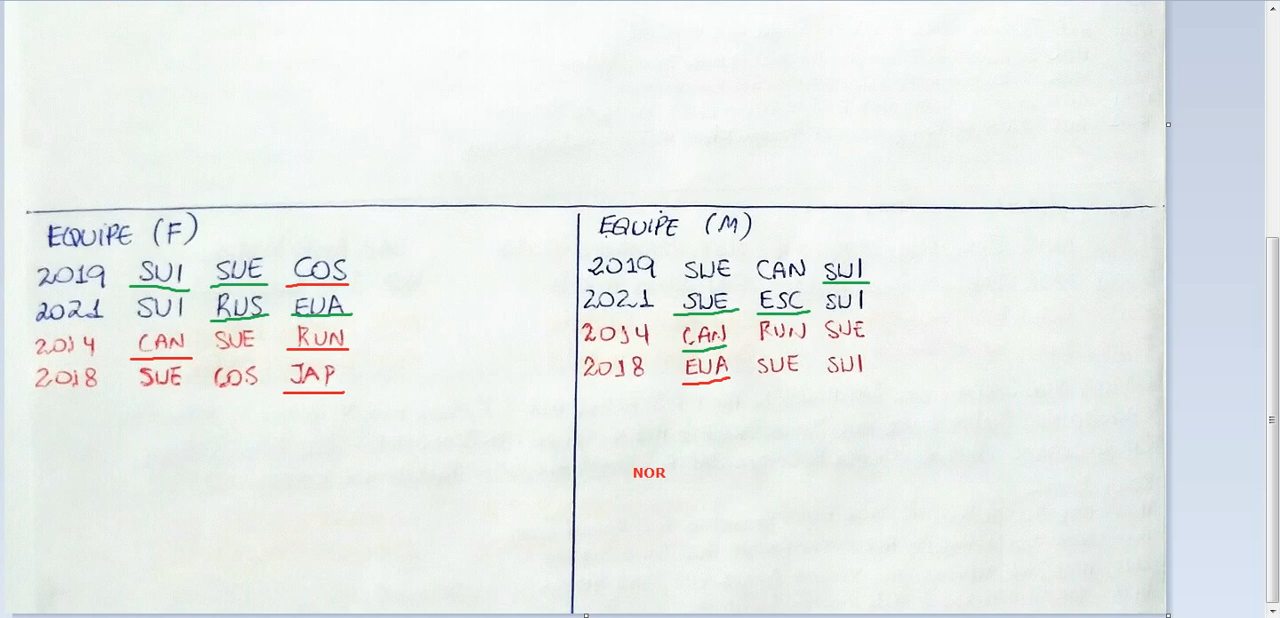 EQUIPE (F)
2019 SUI SUE COS
2021 SUI RUS EUA
2014 CAN SUE RUN
2018 SUE COS JAP
EQUIPE (M)
2019 SUE CAN SUI
2021 SUE ESC SUI
2014 CAN RUN SUE
2018 EUA SUE SUI
NOR